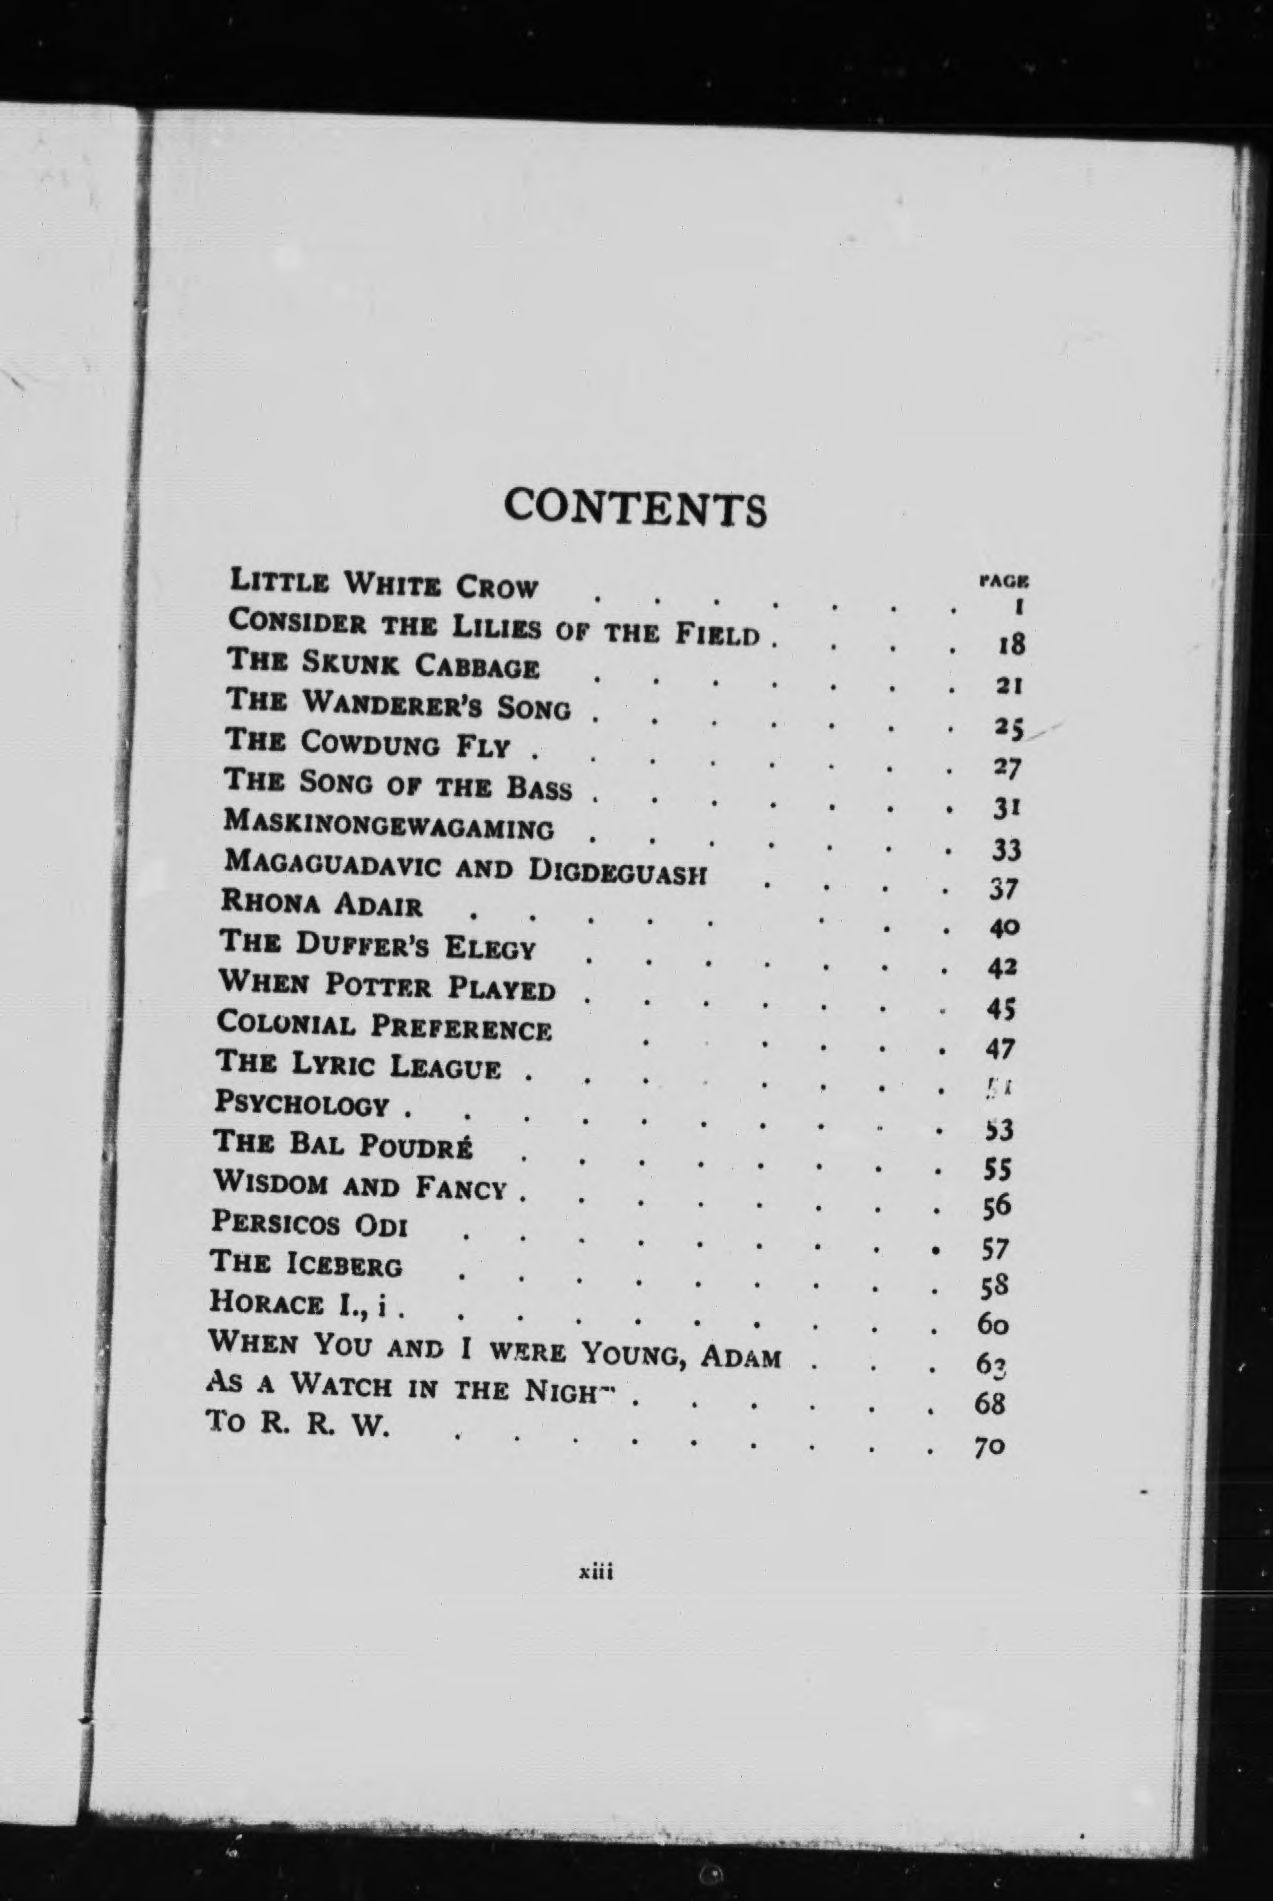 CONTENTS
PAGE
LITTLE WHITE CROW . . . . . . . 1
CONSIDER THE LILIES OF THE FIELD . . . . 18
THE SKUNK CABBAGE . . . . . . . 21
THE WANDERER'S SONG . . . . . . . 25
THE COWDUNG FLY . . . . . . . . 27
THE SONG OF THE BASS . . . . . . . 31
MASKINONGEWAGAMING . . . . . . . 33
MAGAGUADAVIC AND DIGDEGUASH . . . . 37
RHONA ADAIR . . . . . . . . 40
THE DUFFER'S ELEGY . . . . . . . 42
WHEN POTTER PLAYED . . . . . . . 45
COLONIAL PREFERENCE . . . . . . 47
THE LYRIC LEAGUE . . . . . . . . 51
PSYCHOLOGY . . . . . . . . . . 53
THE BAL POUDRÉ . . . . . . . . 55
WISDOM AND FANCY . . . . . . . . 56
PERSICOS ODI . . . . . . . . . 57
THE ICEBERG . . . . . . . . . 58
HORACE I., i . . . . . . . . . . 60
WHEN YOU AND I WERE YOUNG, ADAM . . . 63
AS A WATCH IN THE NIGHT . . . . . . 68
TO R. R. W. . . . . . . . . . 70
xiii